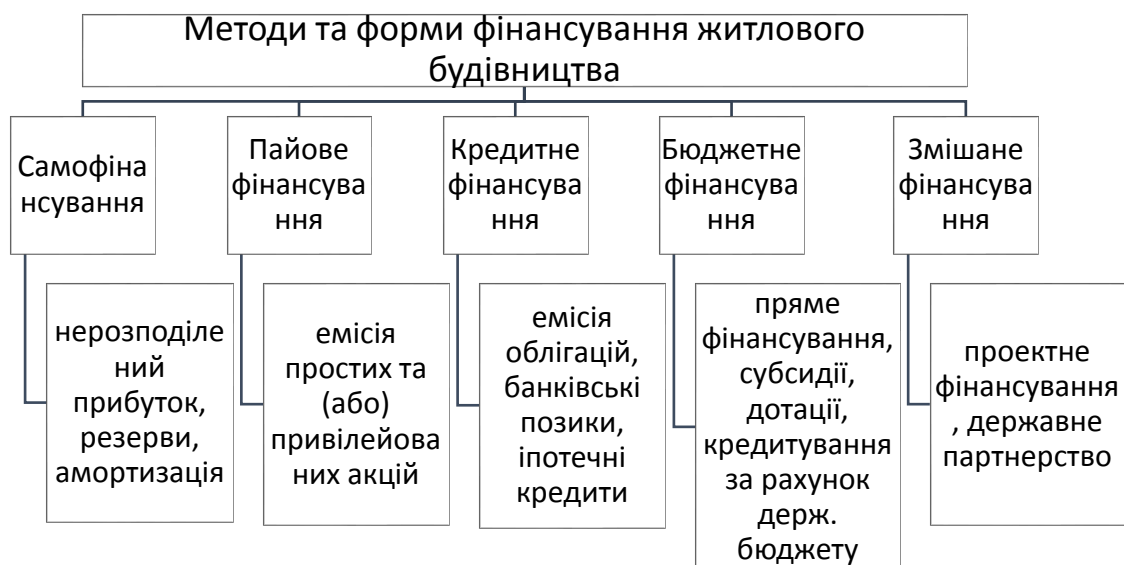 Методи та форми фінансування житлового
будівництва
Самофіна
нсування
Пайове
фінансува
ння
Кредитне
фінансува
ння
Бюджетне
фінансува
ння
Змішане
фінансува
ння
нерозподіле
ний
прибуток,
резерви,
амортизація
емісія
простих та
(або)
привілейова
них акцій
емісія
облігацій,
банківські
позики,
іпотечні
кредити
пряме
фінансування,
субсидії,
дотації,
кредитування
за рахунок
держ.
бюджету
проектне
фінансування
, державне
партнерство